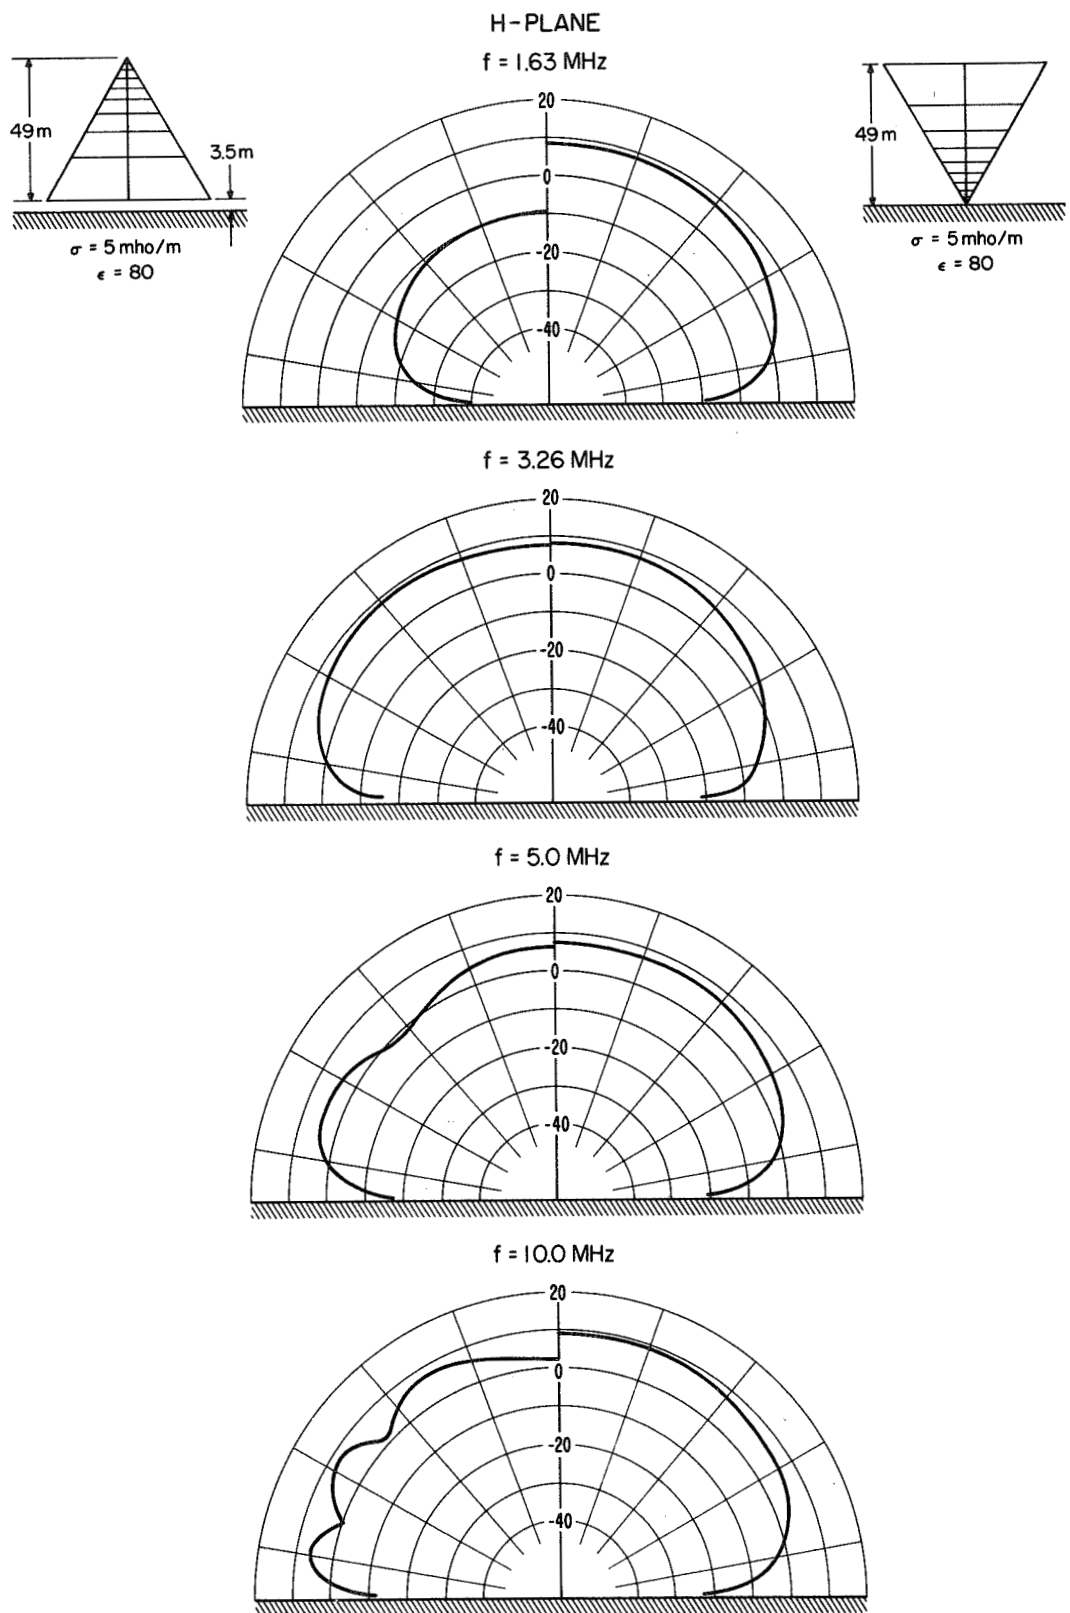 H-PLANE
f = 1.63 MHz
49m
3.5m
σ = 5 mho/m
ϵ = 80
49m
σ = 5 mho/m
ϵ = 80
20
0
-20
-40
f = 3.26 MHz
20
0
-20
-40
f = 5.0 MHz
20
0
-20
-40
f = 10.0 MHz
20
0
-20
-40